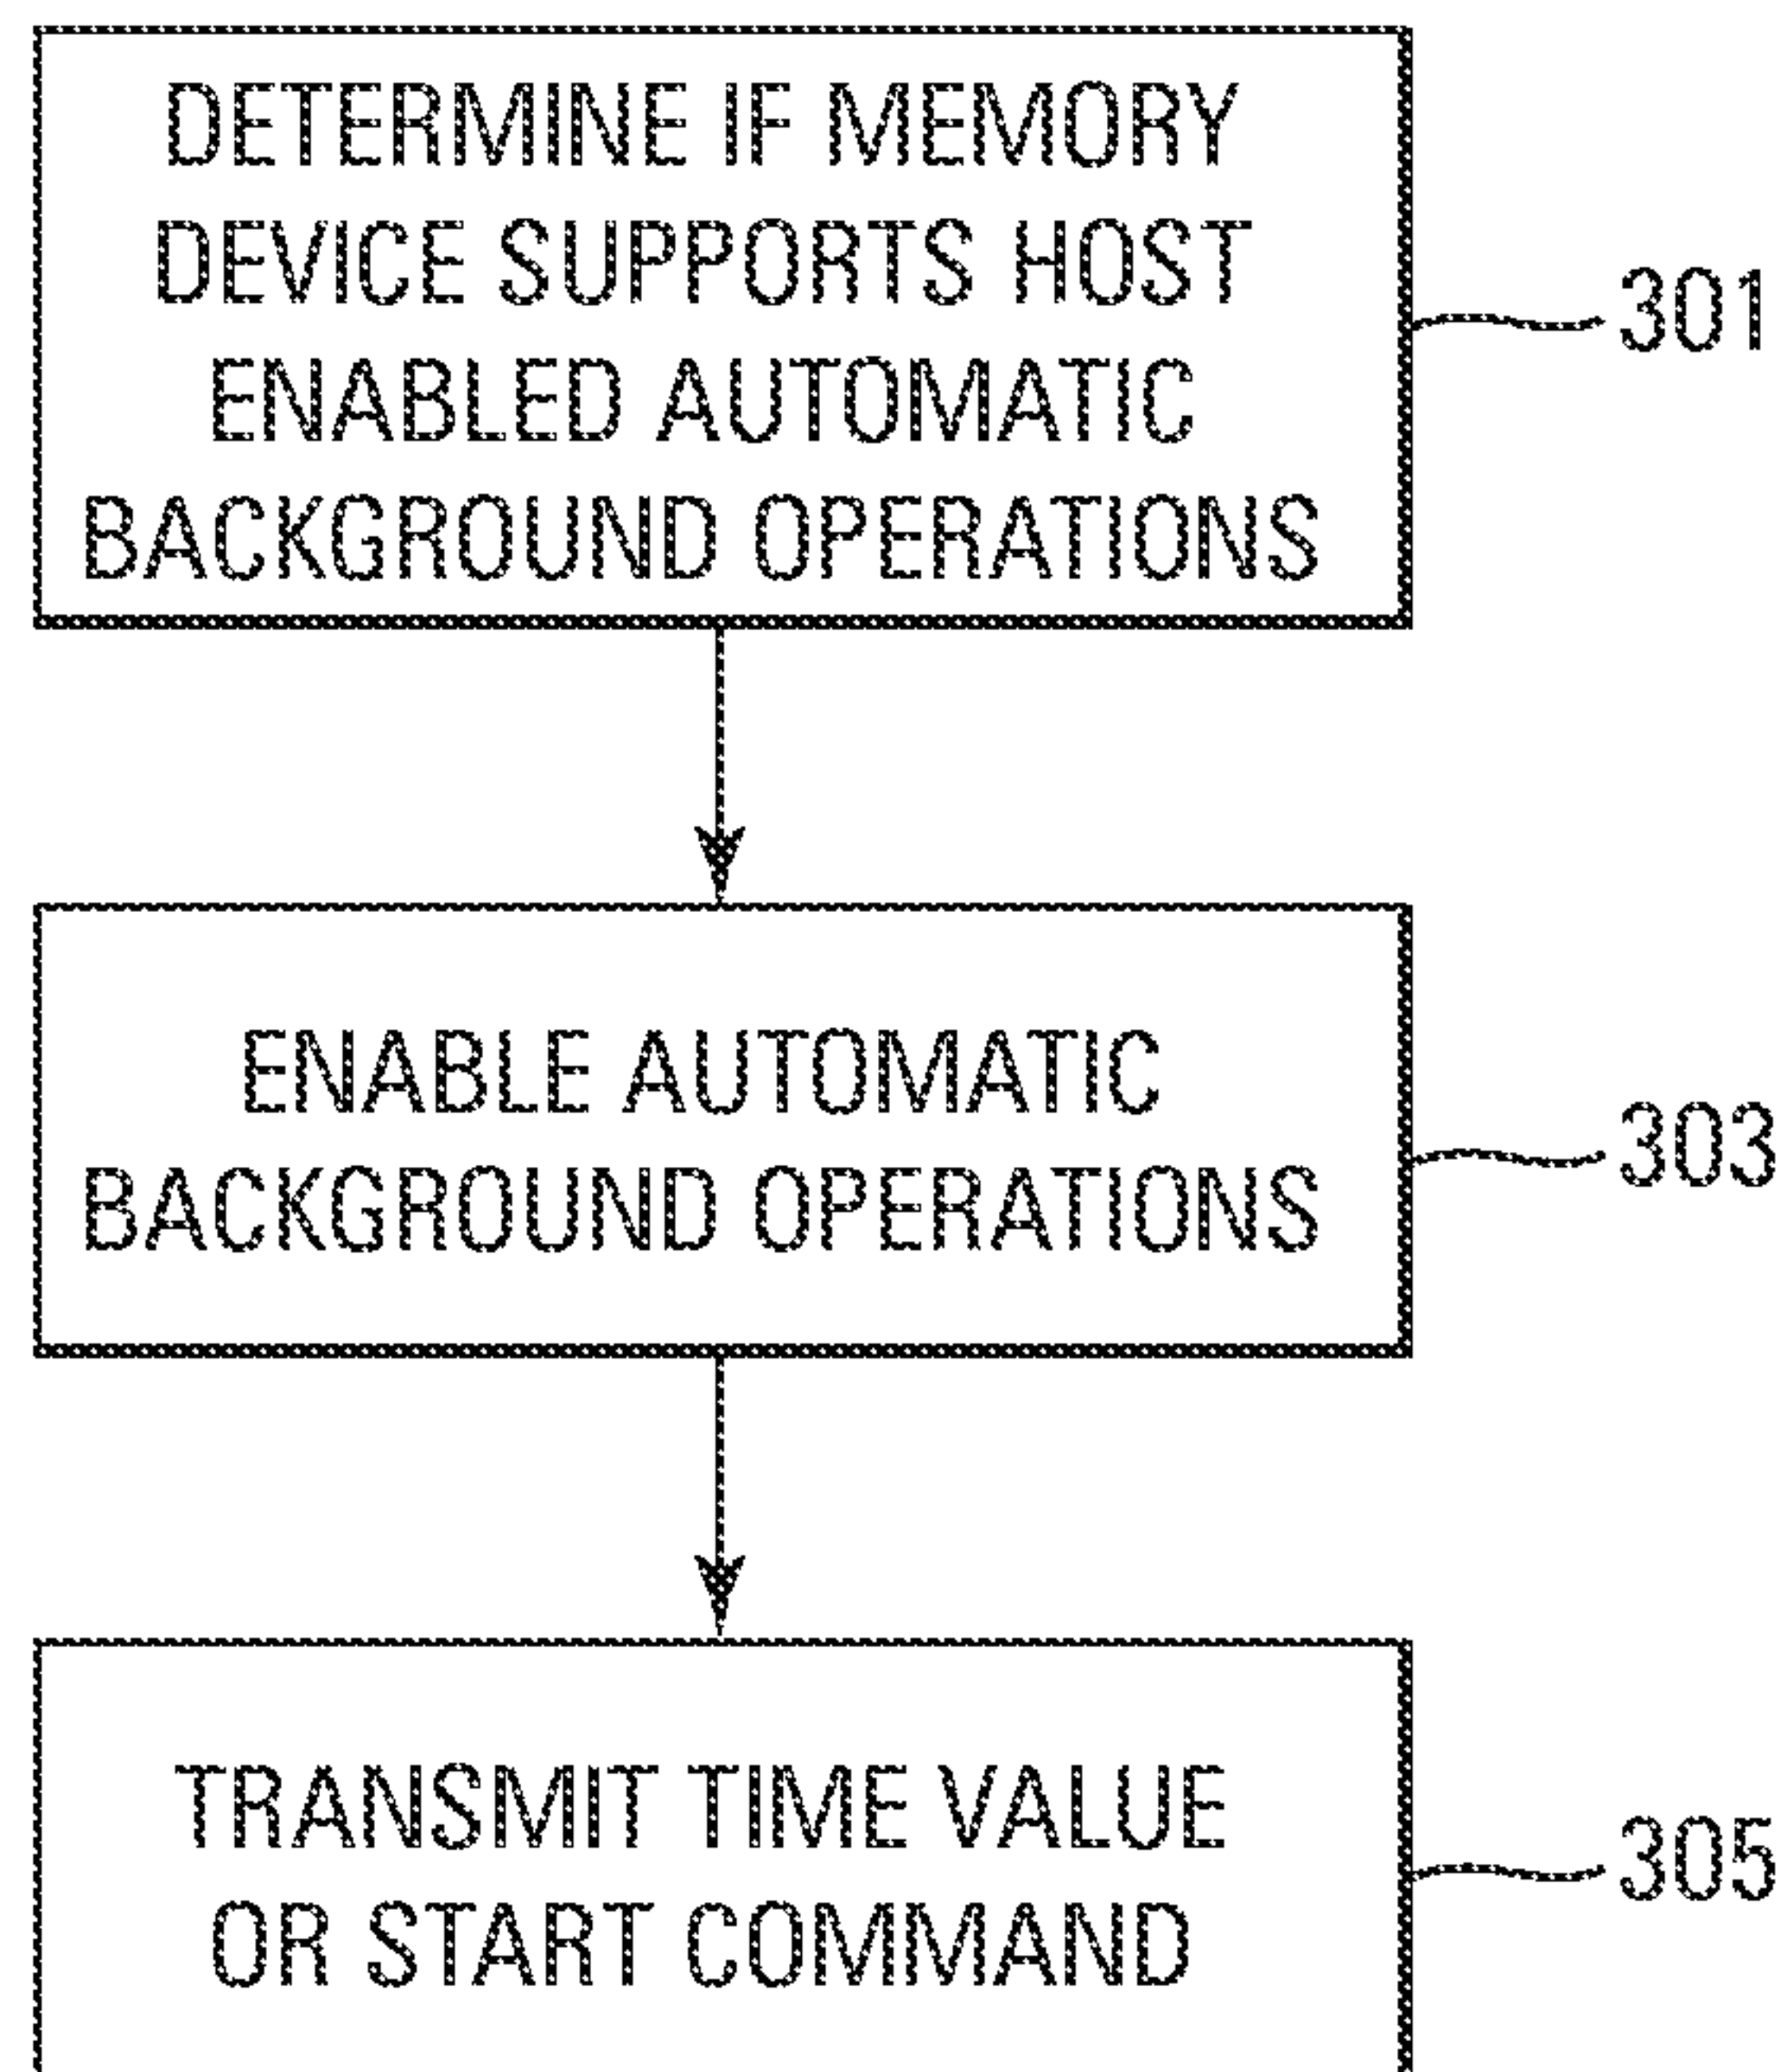 DETERMINE IF MEMORY
DEVICE SUPPORTS HOST
ENABLED AUTOMATIC
BACKGROUND OPERATIONS
301
ENABLE AUTOMATIC
BACKGROUND OPERATIONS
303
TRANSMIT TIME VALUE
OR START COMMAND
305